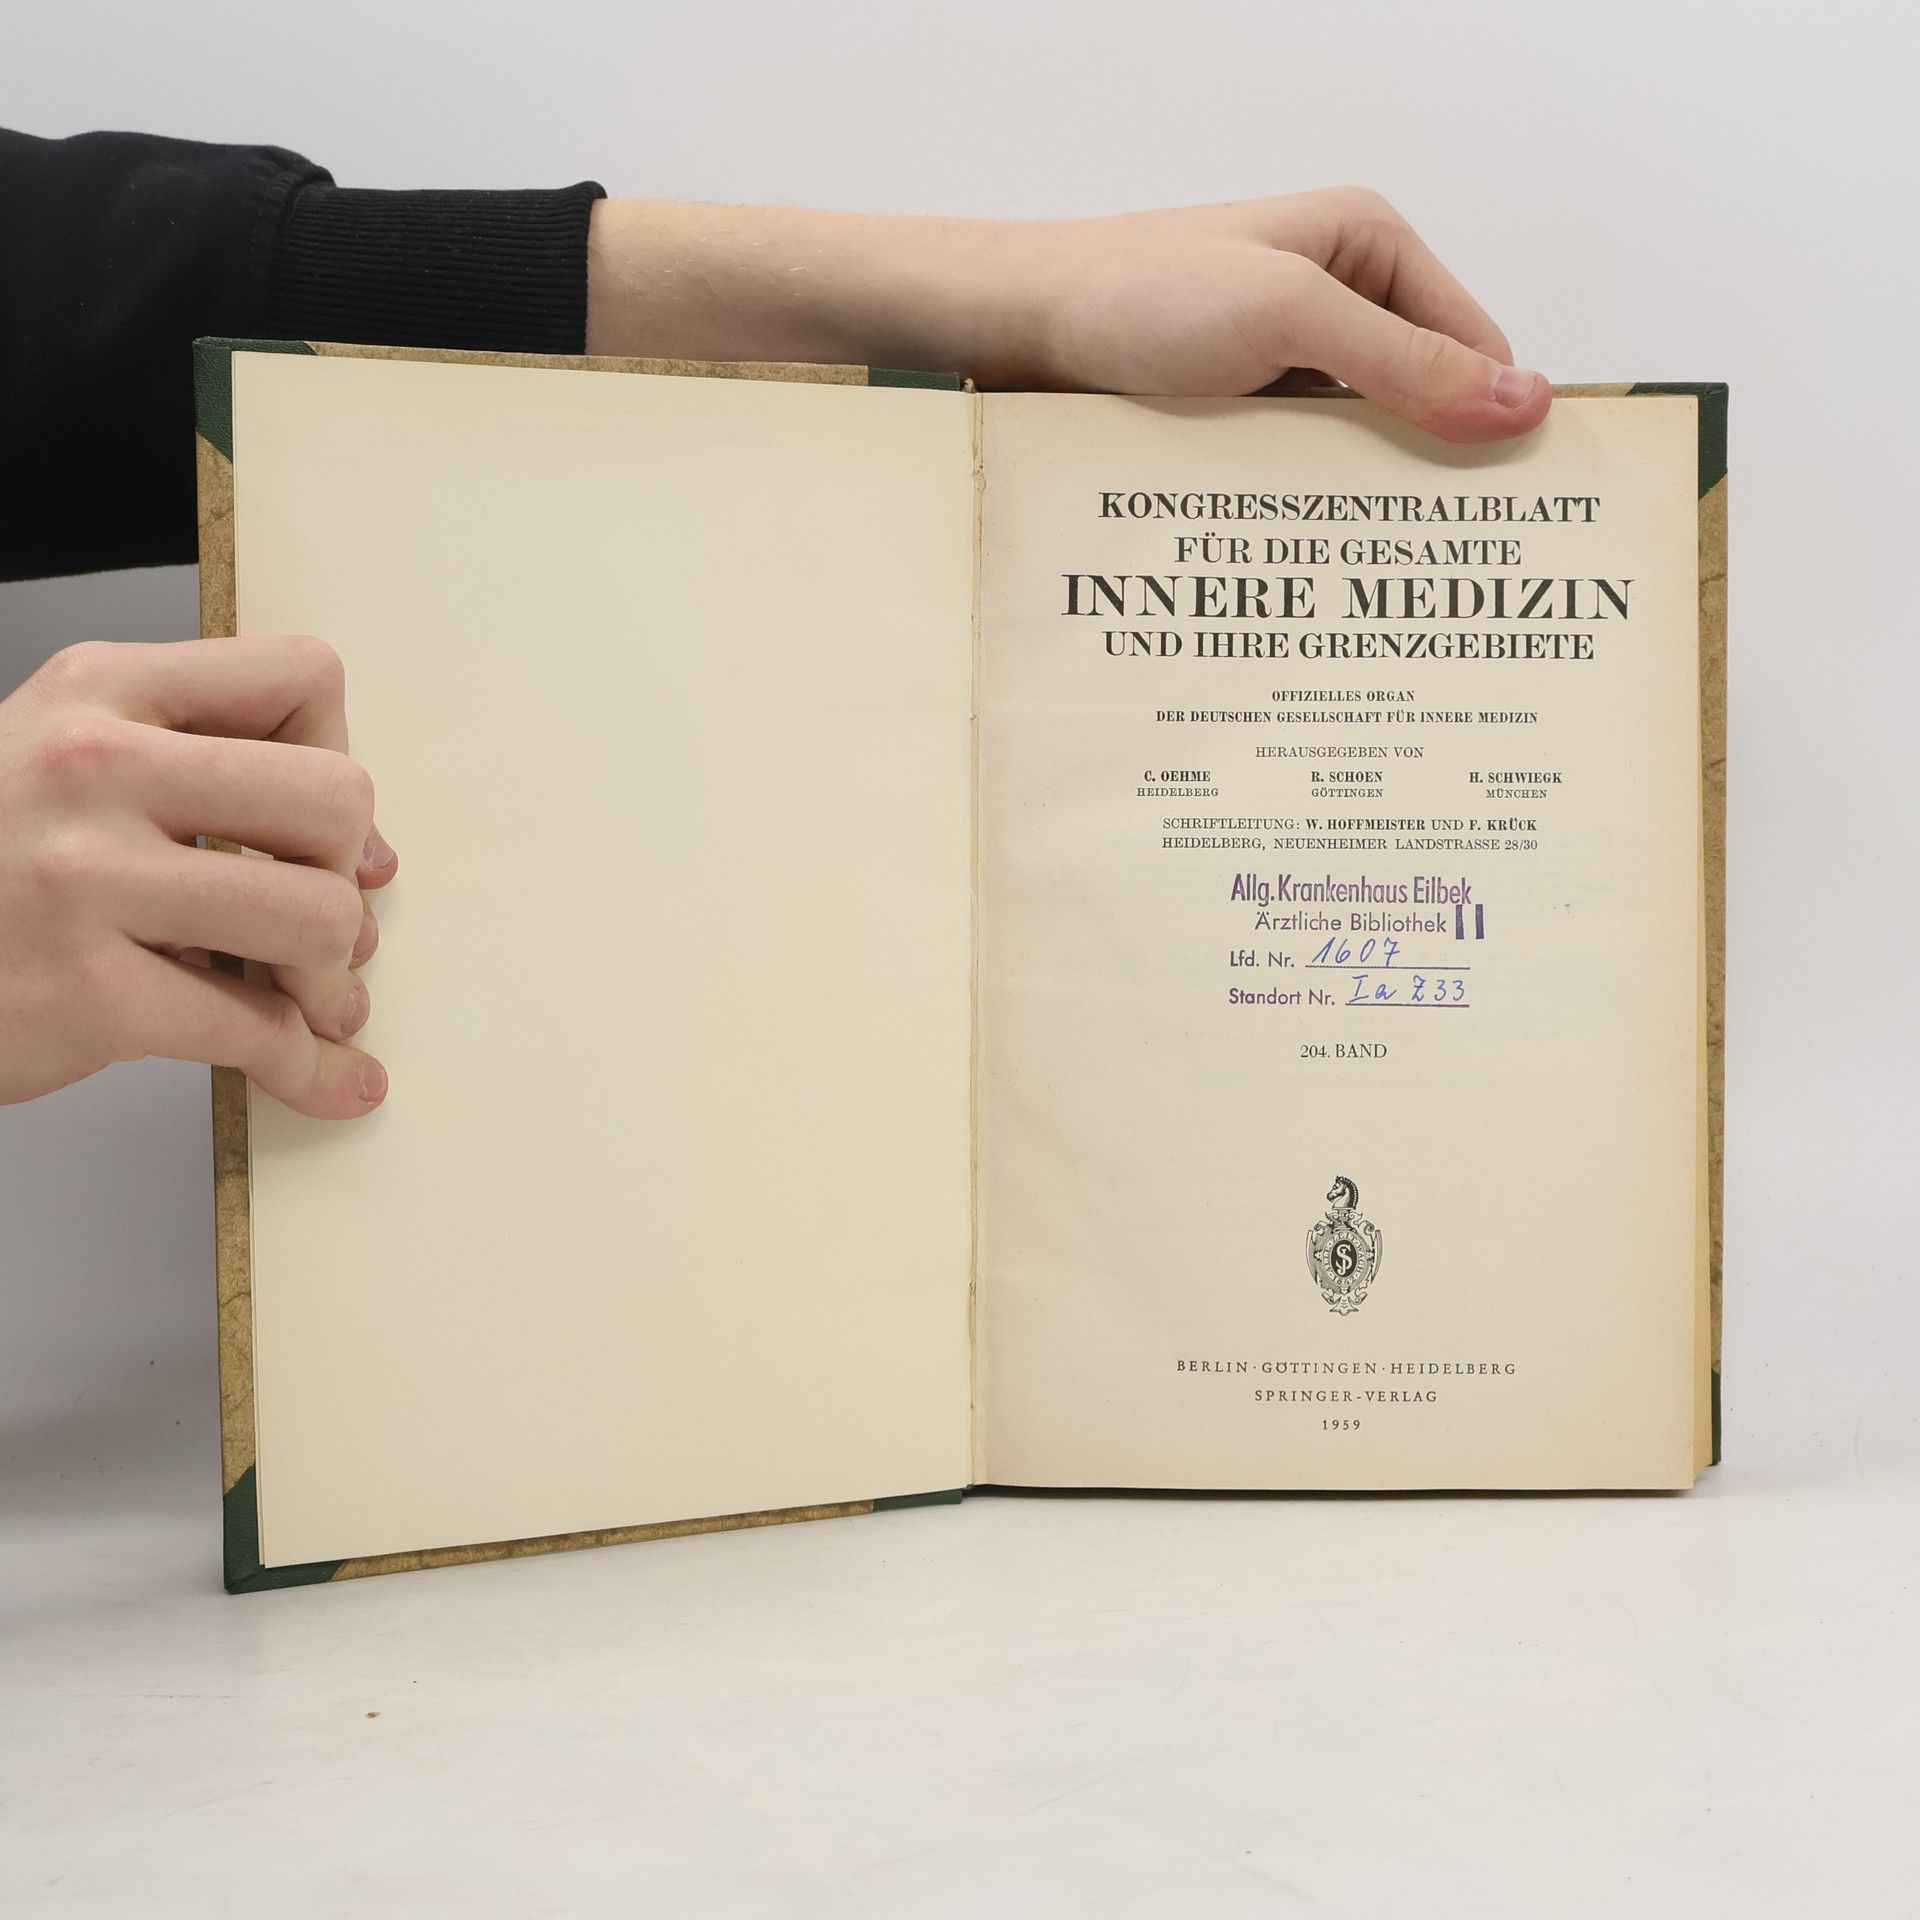 KONGRESSZENTRALBLATT
FÜR DIE GESAMTE
INNERE MEDIZIN
UND IHRE GRENZGEBIETE
OFFIZIELLES ORGAN
DER DEUTSCHEN GESELLSCHAFT FÜR INNERE MEDIZIN
HERAUSGEGEBEN VON
C. OEHME R. SCHOEN H. SCHWIEGK
HEIDELBERG GÖTTINGEN MÜNCHEN
SCHRIFTLEITUNG: W. HOFFMEISTER UND F. KRÜCK
HEIDELBERG, NEUENHEIMER LANDSTRASSE 28/30
Allg. Krankenhaus Eilbek
Ärztliche Bibliothek II
Lfd. Nr. 1607
Standort Nr. Ia Z 33
204. BAND
BERLIN · GÖTTINGEN · HEIDELBERG
SPRINGER-VERLAG
1959